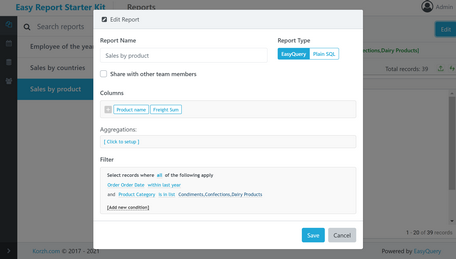 Easy Report Starter Kit
Reports
Admin
Search reports
Employee of the year
Sales by countries
Sales by product
Edit Report
Report Name
Report Type
Sales by product
EasyQuery
Plain SQL
Share with other team members
Columns
Product name
Freight Sum
Aggregations:
[ Click to setup ]
Filter
Select records where all of the following apply
Order Order Date within last year
and Product Category is in list Condiments,Confections,Dairy Products
[Add new condition]
Save
Cancel
Edit
Confections,Dairy Products]
Total records: 39
1 - 20 of 39 records
Korzh.com © 2017 - 2021.
Powered by EasyQuery